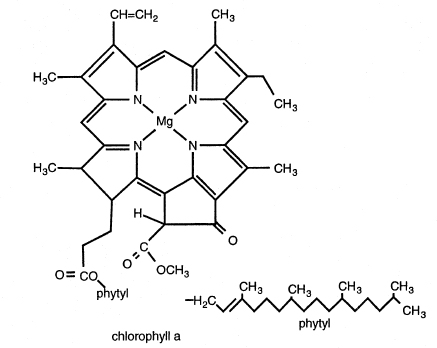 CH=CH₂
CH₃
H₃C
CH₃
N
N
Mg
N
N
H₃C
CH₃
H
O
C
O
OCH₃
O=CO
phytyl
–H₂C
CH₃
CH₃
CH₃
CH₃
CH₃
phytyl
chlorophyll a